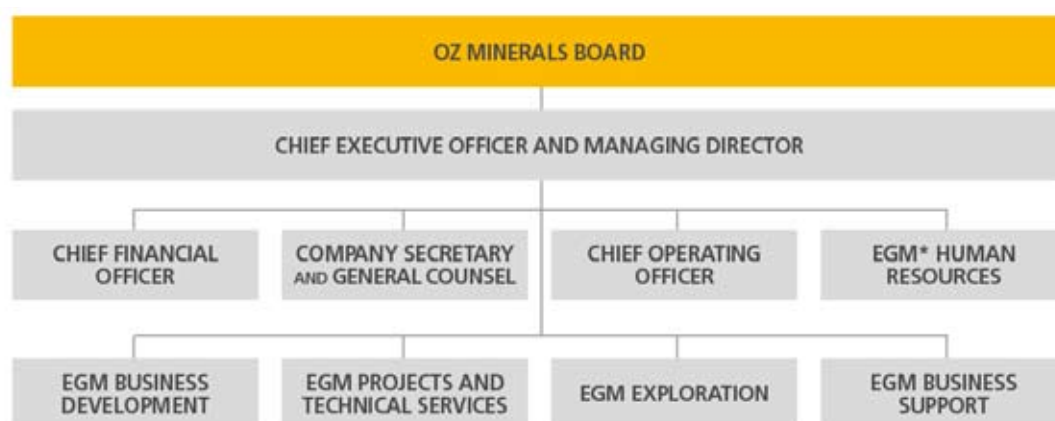 OZ MINERALS BOARD
CHIEF EXECUTIVE OFFICER AND MANAGING DIRECTOR
CHIEF FINANCIAL
OFFICER
COMPANY SECRETARY
AND GENERAL COUNSEL
CHIEF OPERATING
OFFICER
EGM* HUMAN
RESOURCES
EGM BUSINESS
DEVELOPMENT
EGM PROJECTS AND
TECHNICAL SERVICES
EGM EXPLORATION
EGM BUSINESS
SUPPORT